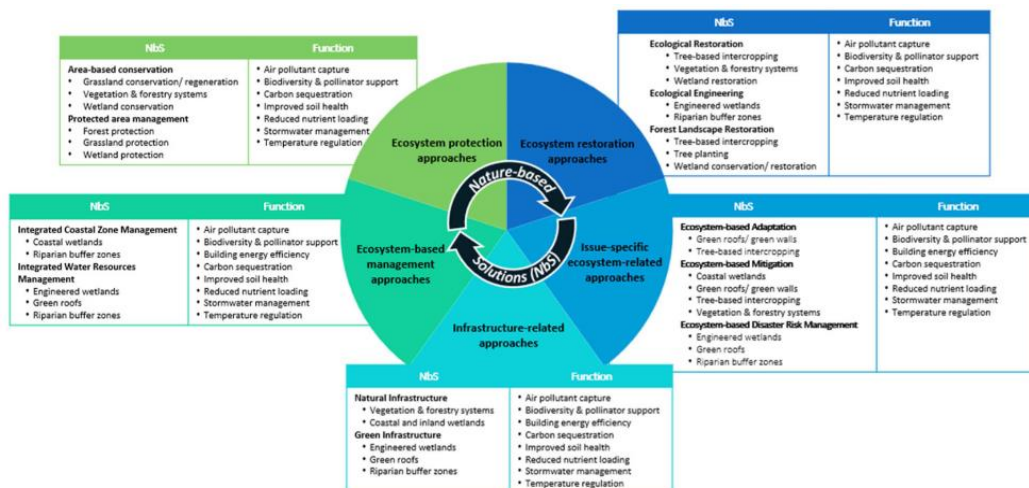 NbS
Function
Area-based conservation
• Grassland conservation/ regeneration
• Vegetation & forestry systems
• Wetland conservation
Protected area management
• Forest protection
• Grassland protection
• Wetland protection
• Air pollutant capture
• Biodiversity & pollinator support
• Carbon sequestration
• Improved soil health
• Reduced nutrient loading
• Stormwater management
• Temperature regulation
NbS
Function
Ecological Restoration
• Tree-based intercropping
• Vegetation & forestry systems
• Wetland restoration
Ecological Engineering
• Engineered wetlands
• Riparian buffer zones
Forest Landscape Restoration
• Tree-based intercropping
• Tree planting
• Wetland conservation/ restoration
• Air pollutant capture
• Biodiversity & pollinator support
• Carbon sequestration
• Improved soil health
• Reduced nutrient loading
• Stormwater management
• Temperature regulation
Ecosystem protection
approaches
Ecosystem restoration
approaches
Nature-based
Solutions (NbS)
Ecosystem-based
management approaches
Issue-specific
ecosystem-related
approaches
Infrastructure-related
approaches
NbS
Function
Integrated Coastal Zone Management
• Coastal wetlands
• Riparian buffer zones
Integrated Water Resources
Management
• Engineered wetlands
• Green roofs
• Riparian buffer zones
• Air pollutant capture
• Biodiversity & pollinator support
• Building energy efficiency
• Carbon sequestration
• Improved soil health
• Reduced nutrient loading
• Stormwater management
• Temperature regulation
NbS
Function
Ecosystem-based Adaptation
• Green roofs/ green walls
• Tree-based intercropping
Ecosystem-based Mitigation
• Coastal wetlands
• Green roofs/ green walls
• Tree-based intercropping
• Vegetation & forestry systems
Ecosystem-based Disaster Risk Management
• Engineered wetlands
• Green roofs
• Riparian buffer zones
• Air pollutant capture
• Biodiversity & pollinator support
• Building energy efficiency
• Carbon sequestration
• Improved soil health
• Reduced nutrient loading
• Stormwater management
• Temperature regulation
NbS
Function
Natural Infrastructure
• Vegetation & forestry systems
• Coastal and inland wetlands
Green Infrastructure
• Engineered wetlands
• Green roofs
• Riparian buffer zones
• Air pollutant capture
• Biodiversity & pollinator support
• Building energy efficiency
• Carbon sequestration
• Improved soil health
• Reduced nutrient loading
• Stormwater management
• Temperature regulation